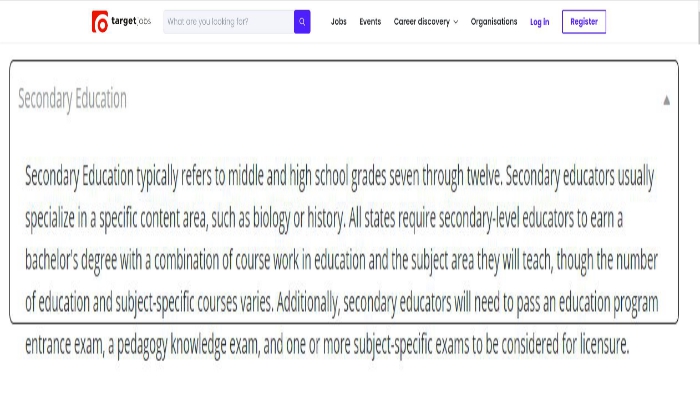 targetjobs
What are you looking for?
Jobs Events Career discovery Organisations Log in Register
Secondary Education
Secondary Education typically refers to middle and high school grades seven through twelve. Secondary educators usually
specialize in a specific content area, such as biology or history. All states require secondary-level educators to earn a
bachelor's degree with a combination of course work in education and the subject area they will teach, though the number
of education and subject-specific courses varies. Additionally, secondary educators will need to pass an education program
entrance exam, a pedagogy knowledge exam, and one or more subject-specific exams to be considered for licensure.